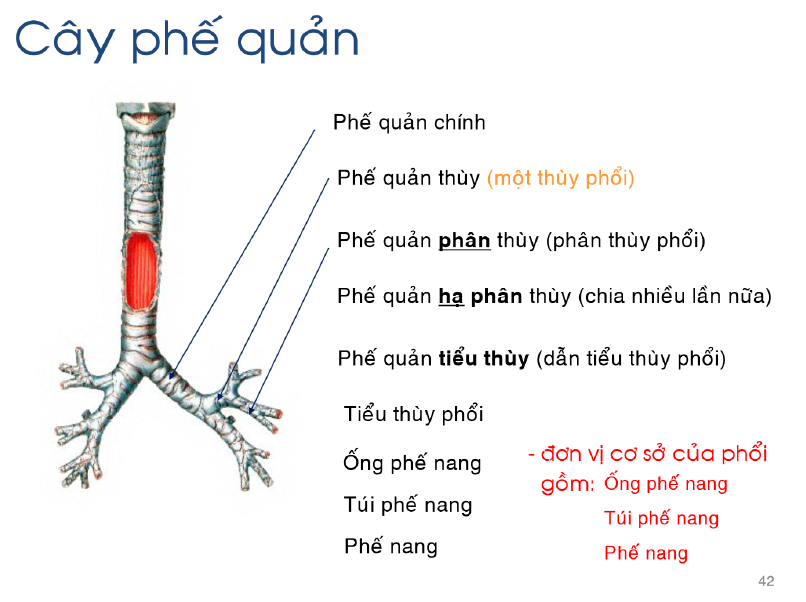 Cây phế quản
Phế quản chính
Phế quản thùy (một thùy phổi)
Phế quản phân thùy (phân thùy phổi)
Phế quản hạ phân thùy (chia nhiều lần nữa)
Phế quản tiểu thùy (dẫn tiểu thùy phổi)
Tiểu thùy phổi
Ống phế nang
Túi phế nang
Phế nang
- đơn vị cơ sở của phổi
gồm: Ống phế nang
Túi phế nang
Phế nang
42